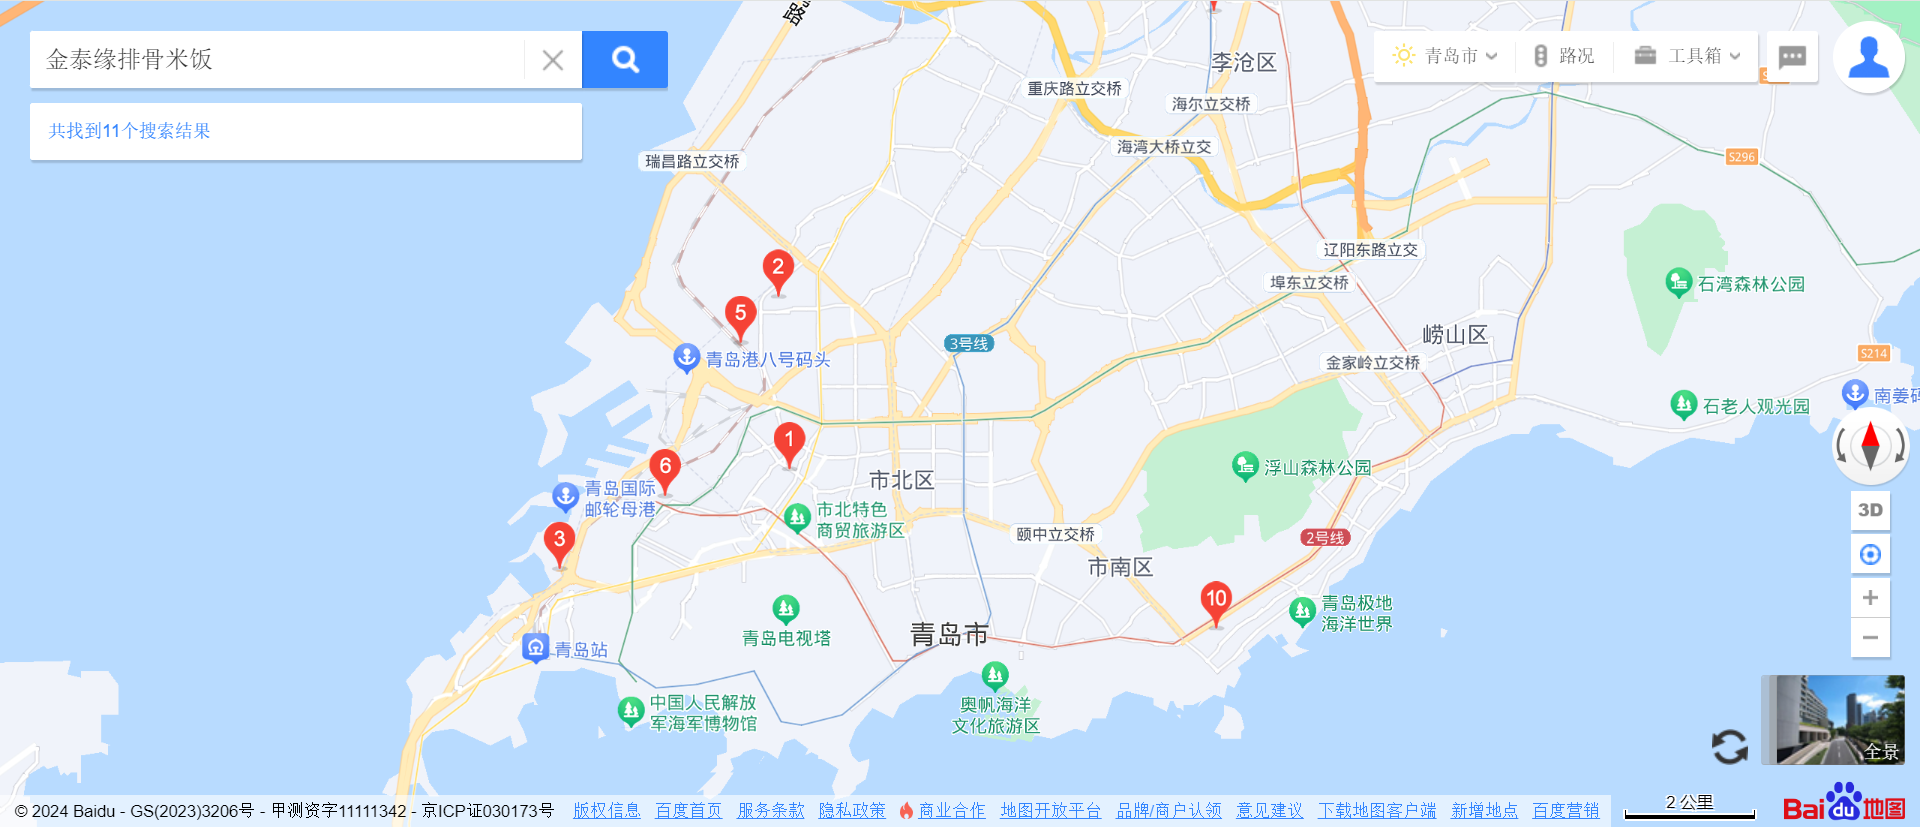 金泰缘排骨米饭
青岛市
路况
工具箱
共找到11个搜索结果
李沧区
重庆路立交桥
海尔立交桥
海湾大桥立交
瑞昌路立交桥
S296
辽阳东路立交
埠东立交桥
石湾森林公园
2
5
3号线
崂山区
青岛港八号码头
金家岭立交桥
S214
南姜码
石老人观光园
1
6
市北区
浮山森林公园
青岛国际
邮轮母港
市北特色
商贸旅游区
3D
3
颐中立交桥
2号线
市南区
10
青岛极地
海洋世界
青岛电视塔
青岛市
青岛站
中国人民解放
军海军博物馆
奥帆海洋
文化旅游区
全景
2 公里
© 2024 Baidu - GS(2023)3206号 - 甲测资字11111342 - 京ICP证030173号 版权信息 百度首页 服务条款 隐私政策 商业合作 地图开放平台 品牌/商户认领 意见建议 下载地图客户端 新增地点 百度营销
Bai du 地图